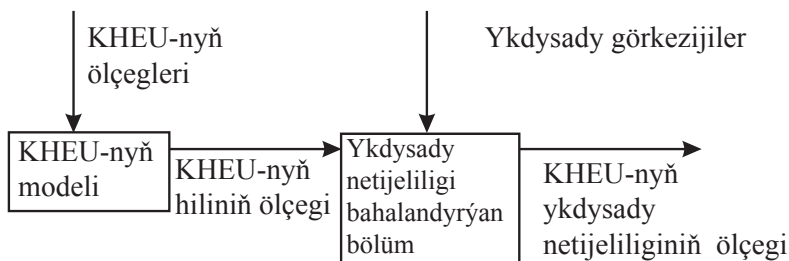 KHEU-nyň
ölçegleri
Ykdysady görkezijiler
KHEU-nyň
modeli
KHEU-nyň
hiliniň ölçegi
Ykdysady
netijeliligi
bahalandyrýan
bölüm
KHEU-nyň
ykdysady
netijeliliginiň ölçegi